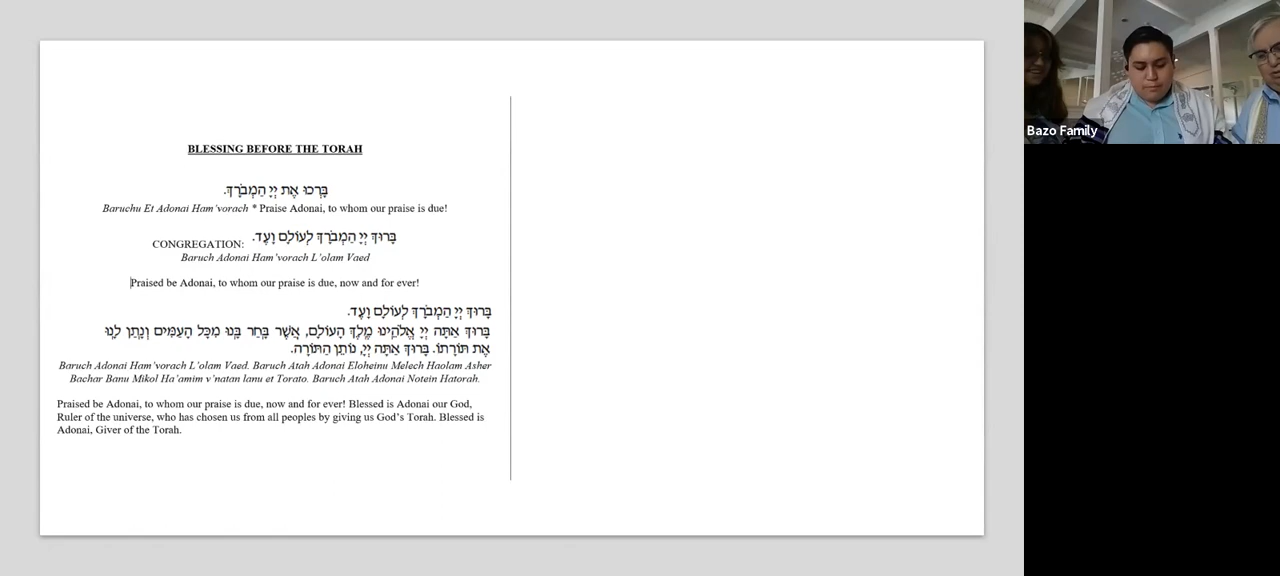 BLESSING BEFORE THE TORAH
בָּרְכוּ אֶת יְיָ הַמְבֹרָךְ.
Baruchu Et Adonai Ham'vorach * Praise Adonai, to whom our praise is due!
CONGREGATION: בָּרוּךְ יְיָ הַמְבֹרָךְ לְעוֹלָם וָעֶד.
Baruch Adonai Ham'vorach L'olam Vaed
Praised be Adonai, to whom our praise is due, now and for ever!
בָּרוּךְ יְיָ הַמְבֹרָךְ לְעוֹלָם וָעֶד.
בָּרוּךְ אַתָּה יְיָ אֱלֹהֵינוּ מֶלֶךְ הָעוֹלָם, אֲשֶׁר בָּחַר בָּנוּ מִכָּל הָעַמִּים וְנָתַן לָנוּ
אֶת תּוֹרָתוֹ. בָּרוּךְ אַתָּה יְיָ, נוֹתֵן הַתּוֹרָה.
Baruch Adonai Ham'vorach L'olam Vaed. Baruch Atah Adonai Eloheinu Melech Haolam Asher
Bachar Banu Mikol Ha'amim v'natan lanu et Torato. Baruch Atah Adonai Notein Hatorah.
Praised be Adonai, to whom our praise is due, now and for ever! Blessed is Adonai our God,
Ruler of the universe, who has chosen us from all peoples by giving us God's Torah. Blessed is
Adonai, Giver of the Torah.
Bazo Family